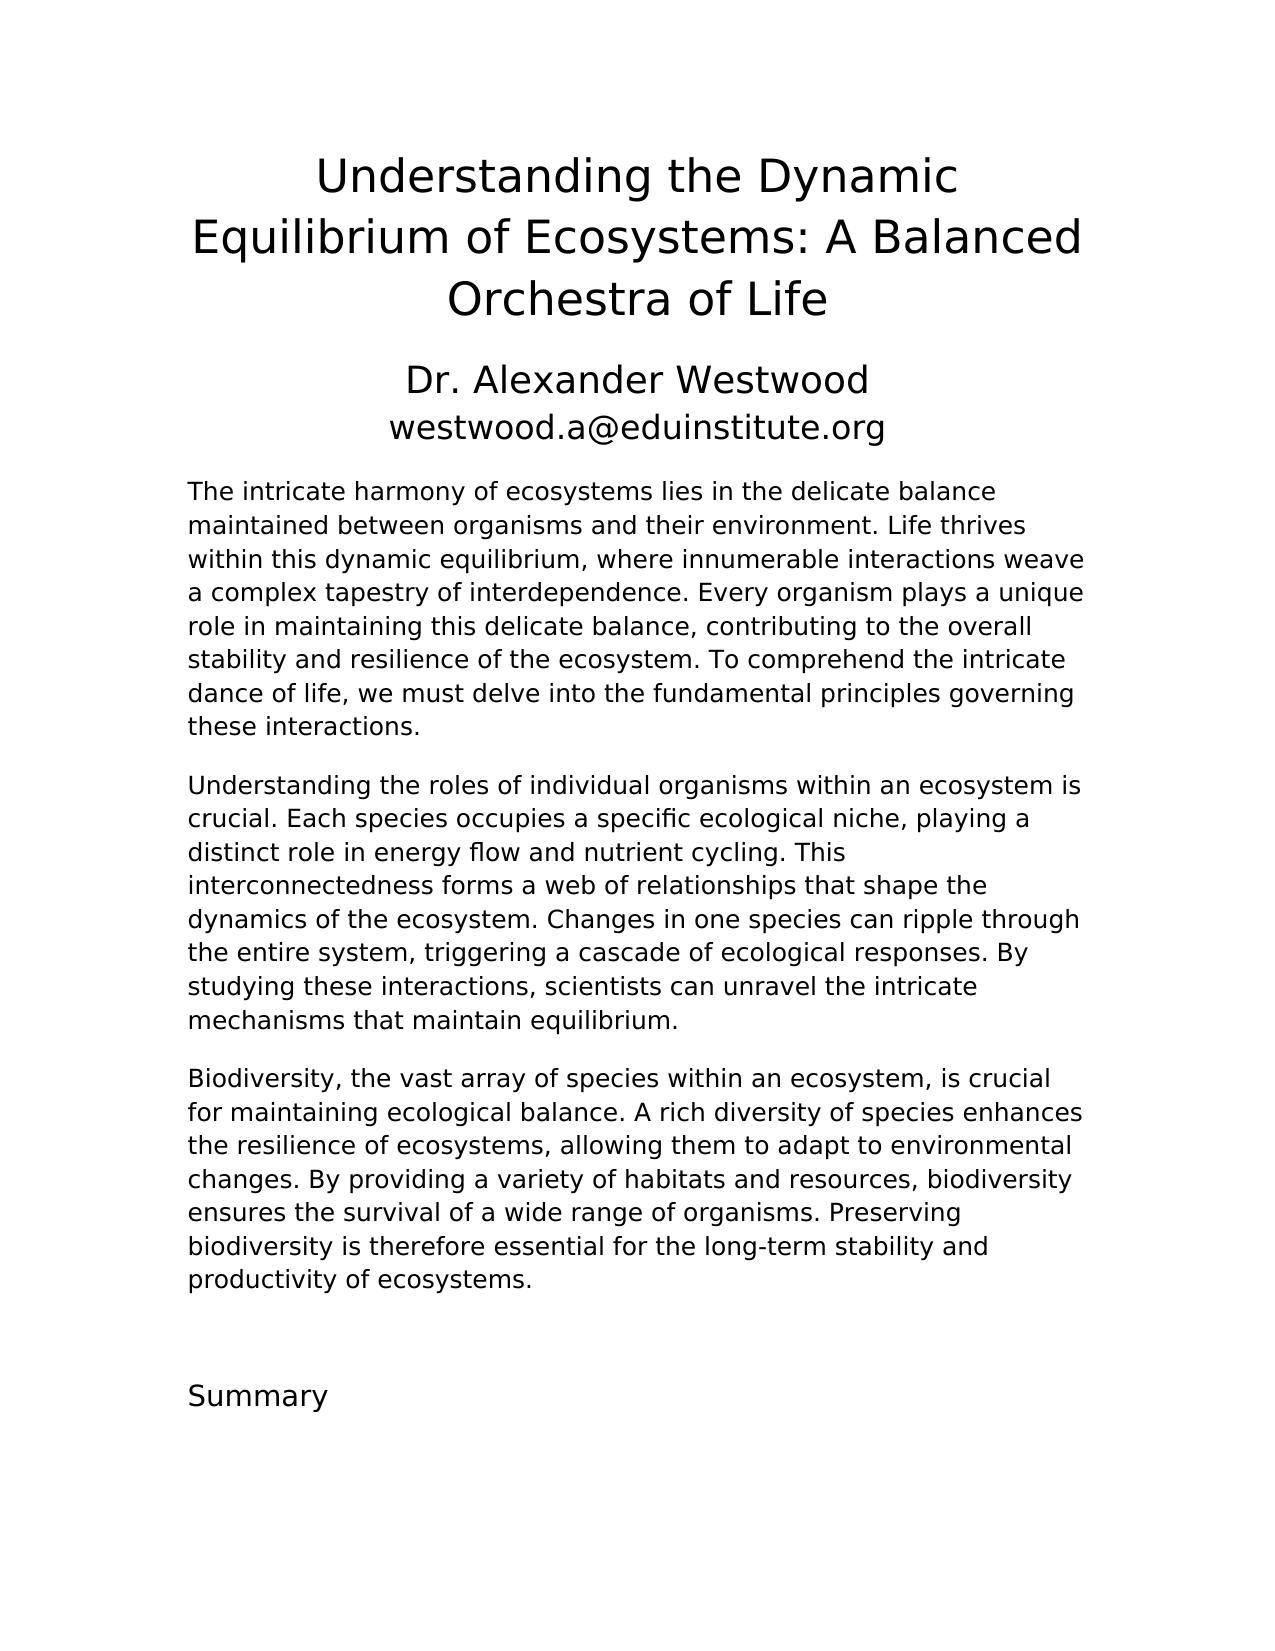 Understanding the Dynamic
Equilibrium of Ecosystems: A Balanced
Orchestra of Life
Dr. Alexander Westwood
westwood.a@eduinstitute.org
The intricate harmony of ecosystems lies in the delicate balance
maintained between organisms and their environment. Life thrives
within this dynamic equilibrium, where innumerable interactions weave
a complex tapestry of interdependence. Every organism plays a unique
role in maintaining this delicate balance, contributing to the overall
stability and resilience of the ecosystem. To comprehend the intricate
dance of life, we must delve into the fundamental principles governing
these interactions.
Understanding the roles of individual organisms within an ecosystem is
crucial. Each species occupies a specific ecological niche, playing a
distinct role in energy flow and nutrient cycling. This
interconnectedness forms a web of relationships that shape the
dynamics of the ecosystem. Changes in one species can ripple through
the entire system, triggering a cascade of ecological responses. By
studying these interactions, scientists can unravel the intricate
mechanisms that maintain equilibrium.
Biodiversity, the vast array of species within an ecosystem, is crucial
for maintaining ecological balance. A rich diversity of species enhances
the resilience of ecosystems, allowing them to adapt to environmental
changes. By providing a variety of habitats and resources, biodiversity
ensures the survival of a wide range of organisms. Preserving
biodiversity is therefore essential for the long-term stability and
productivity of ecosystems.
Summary